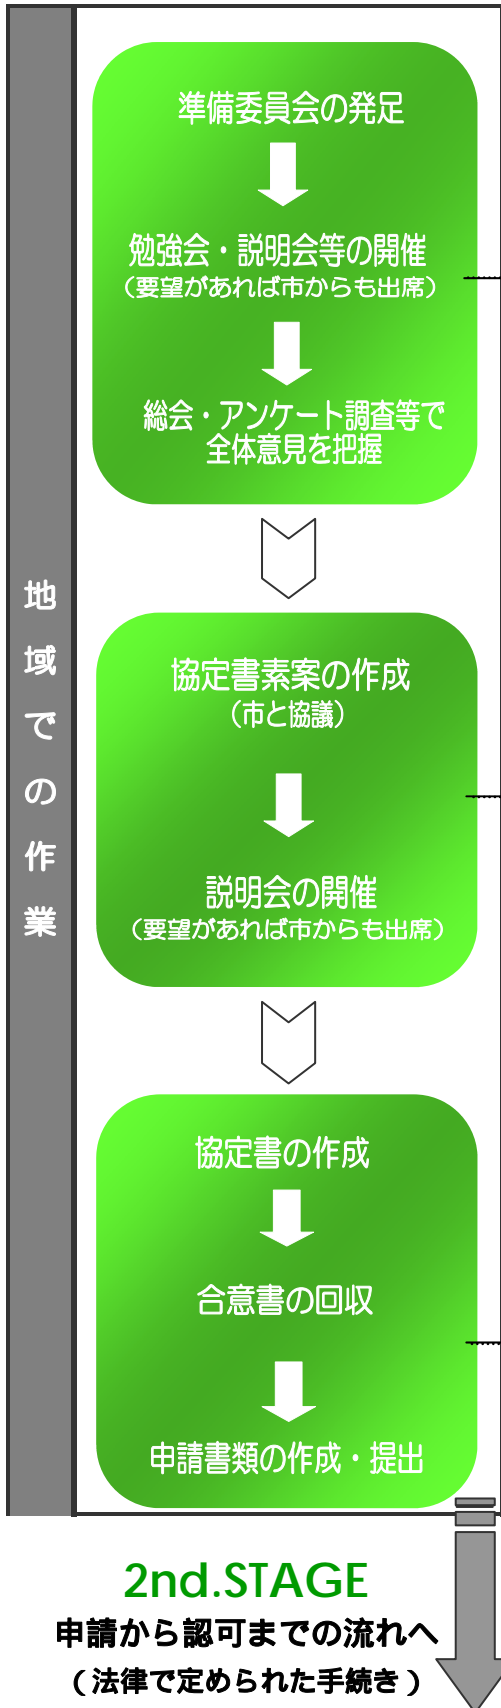 地域での作業
準備委員会の発足
勉強会・説明会等の開催
（要望があれば市からも出席）
総会・アンケート調査等で
全体意見を把握
協定書素案の作成
（市と協議）
説明会の開催
（要望があれば市からも出席）
協定書の作成
合意書の回収
申請書類の作成・提出
2nd.STAGE
申請から認可までの流れへ
（法律で定められた手続き）